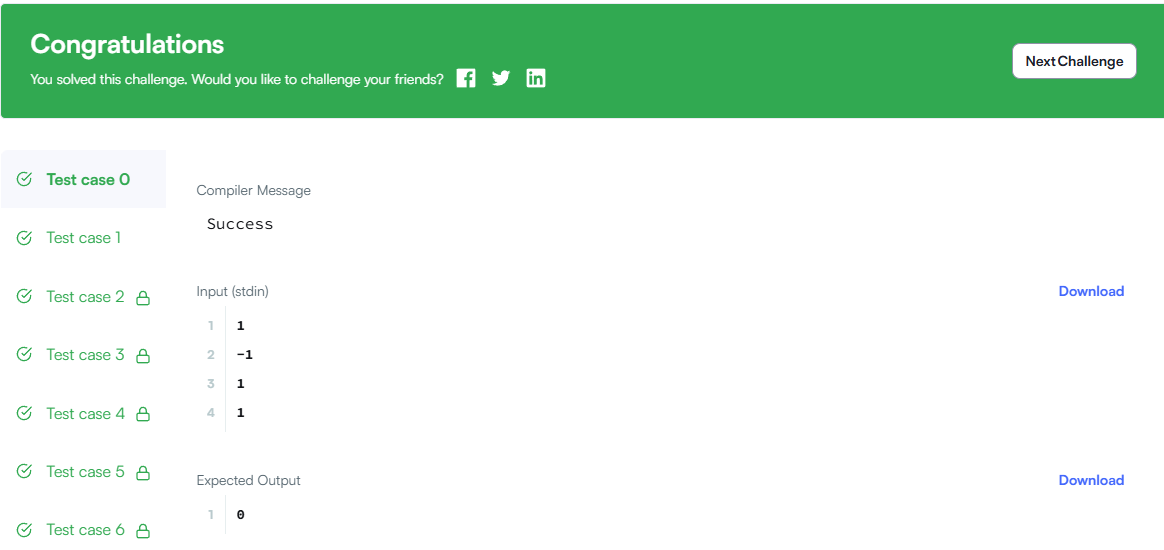 Congratulations
You solved this challenge. Would you like to challenge your friends?
Next Challenge
Test case 0
Test case 1
Test case 2
Test case 3
Test case 4
Test case 5
Test case 6
Compiler Message
Success
Input (stdin)
Download
1 1
2 -1
3 1
4 1
Expected Output
Download
1 0